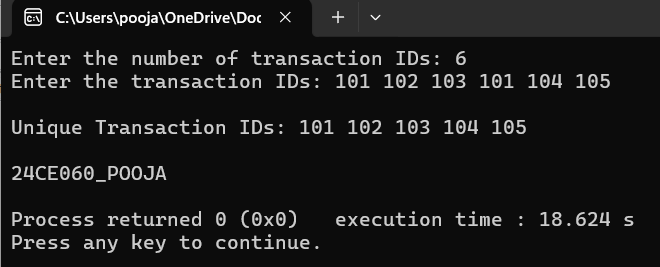 C:\Users\pooja\OneDrive\Doc
Enter the number of transaction IDs: 6
Enter the transaction IDs: 101 102 103 101 104 105
Unique Transaction IDs: 101 102 103 104 105
24CE060_POOJA
Process returned 0 (0x0)   execution time : 18.624 s
Press any key to continue.